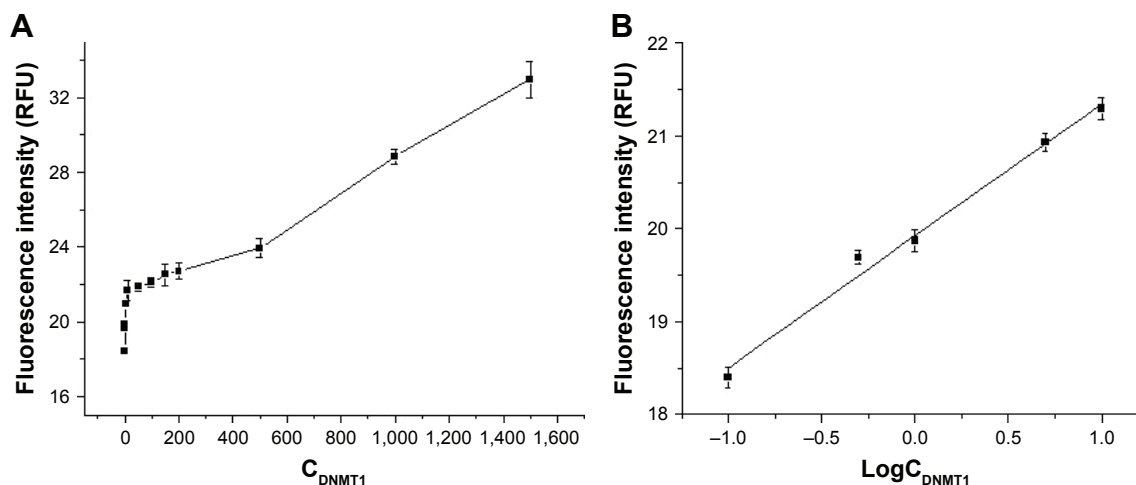 A
Fluorescence intensity (RFU)
32
28
24
20
16
0 200 400 600 800 1,000 1,200 1,400 1,600
C_DNMT1
B
Fluorescence intensity (RFU)
22
21
20
19
18
–1.0 –0.5 0.0 0.5 1.0
LogC_DNMT1